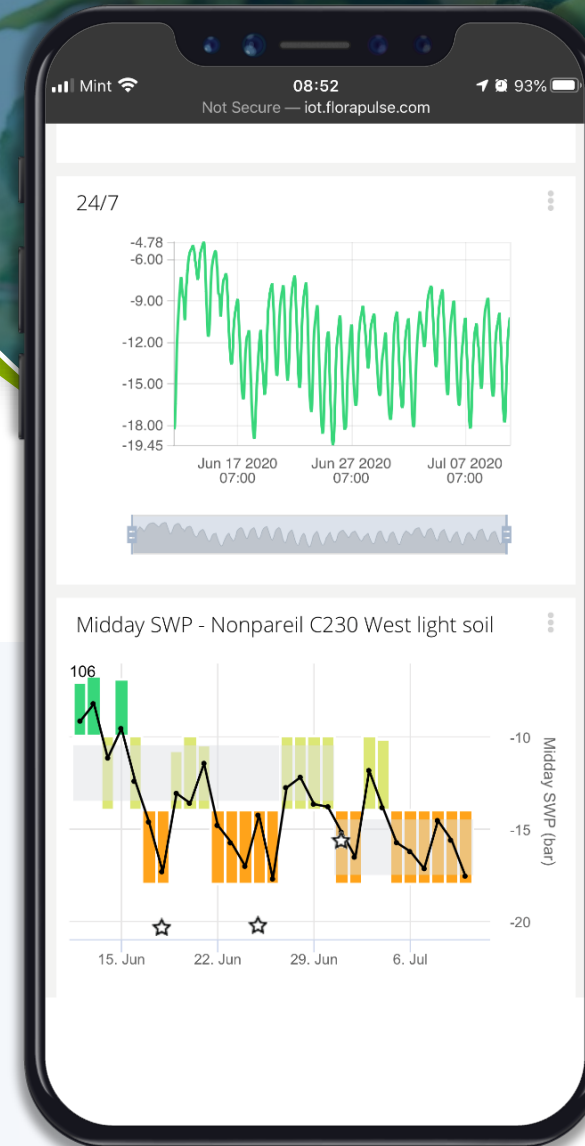 Mint 08:52 93%
Not Secure — iot.florapulse.com
24/7
-4.78
-6.00
-9.00
-12.00
-15.00
-18.00
-19.45
Jun 17 2020 Jun 27 2020 Jul 07 2020
07:00 07:00 07:00
Midday SWP - Nonpareil C230 West light soil
106
-10
-15
-20
Midday SWP (bar)
15. Jun 22. Jun 29. Jun 6. Jul